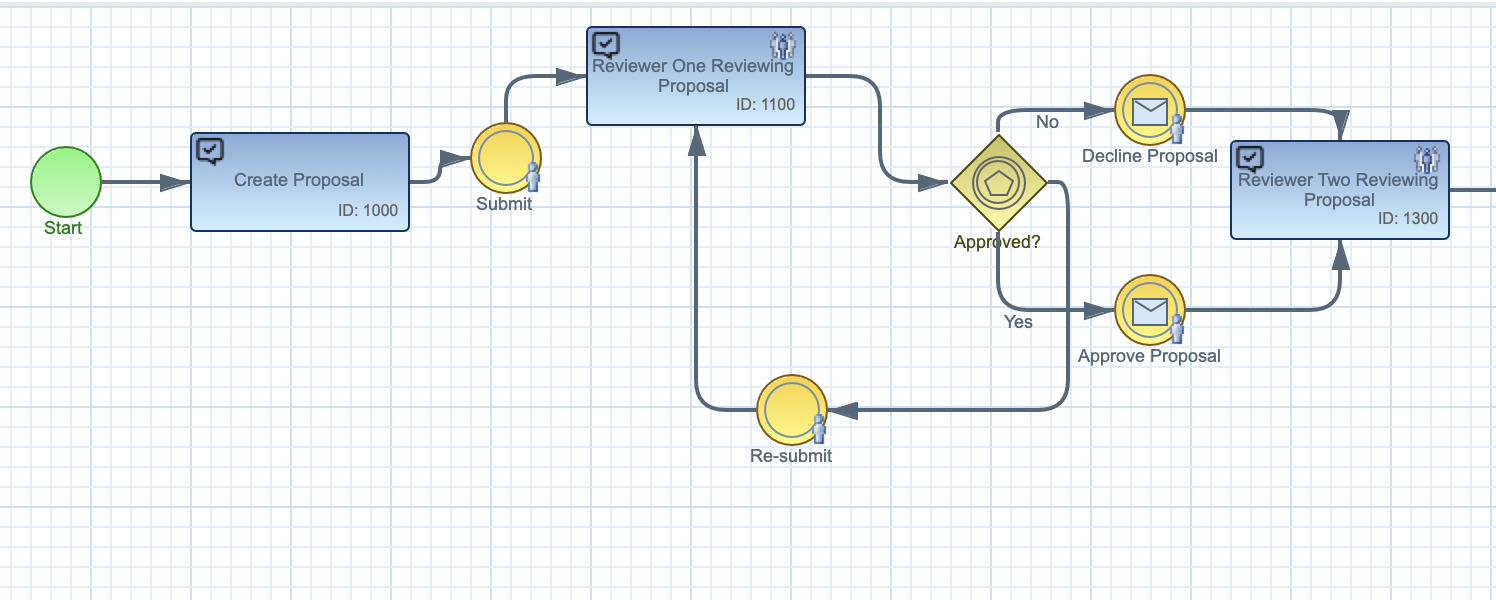 Start
Create Proposal
ID: 1000
Submit
Reviewer One Reviewing
Proposal
ID: 1100
Approved?
No
Yes
Decline Proposal
Approve Proposal
Re-submit
Reviewer Two Reviewing
Proposal
ID: 1300